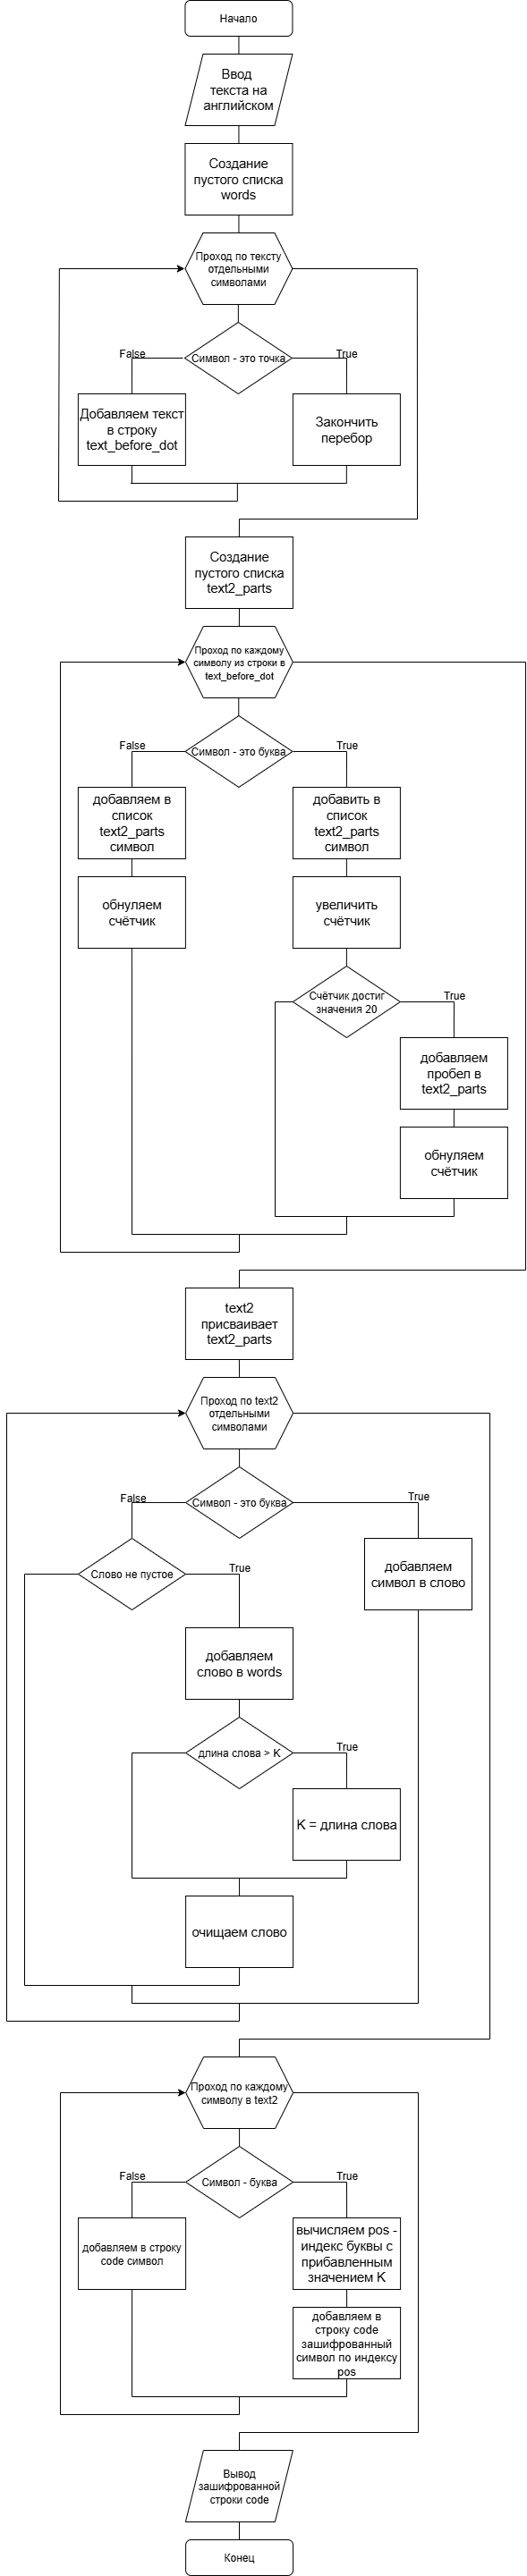 Начало
Ввод
текста на
английском
Создание
пустого списка
words
Проход по тексту
отдельными
символами
False
Символ - это точка
True
Добавляем текст
в строку
text_before_dot
Закончить
перебор
Создание
пустого списка
text2_parts
Проход по каждому
символу из строки в
text_before_dot
False
Символ - это буква
True
добавляем в
список
text2_parts
символ
добавить в
список
text2_parts
символ
обнуляем
счётчик
увеличить
счётчик
Счётчик достиг
значения 20
True
добавляем
пробел в
text2_parts
обнуляем
счётчик
text2
присваивает
text2_parts
Проход по text2
отдельными
символами
False
Символ - это буква
True
Слово не пустое
True
добавляем
символ в слово
добавляем
слово в words
длина слова > K
True
K = длина слова
очищаем слово
Проход по каждому
символу в text2
False
Символ - буква
True
добавляем в строку
code символ
вычисляем pos -
индекс буквы с
прибавленным
значением K
добавляем в
строку code
зашифрованный
символ по индексу
pos
Вывод
зашифрованной
строки code
Конец